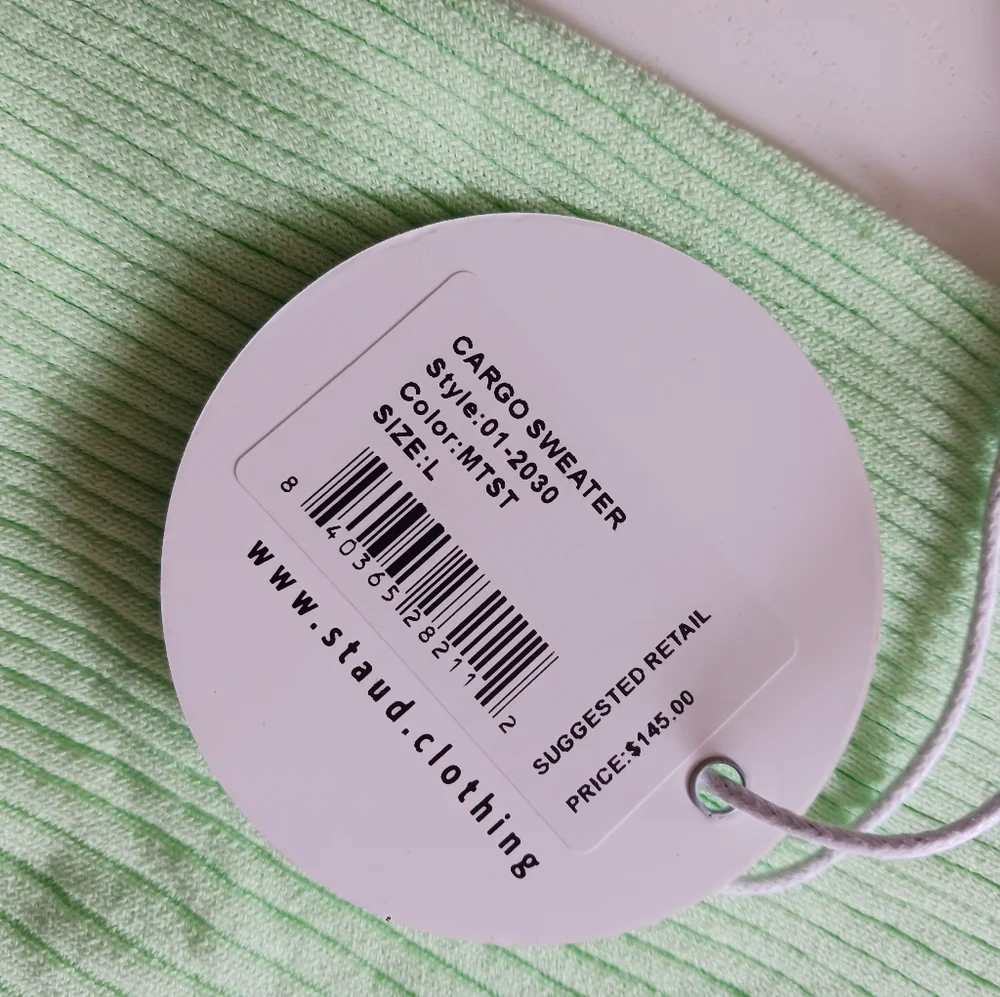 CARGO SWEATER
Style:01-2030
Color:MTST
SIZE:L
8 40365 28211 2
SUGGESTED RETAIL
PRICE:$145.00
www.staud.clothing